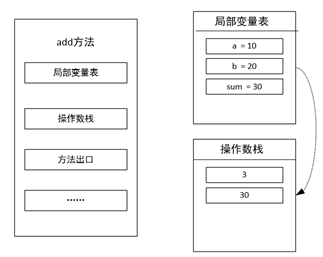 add方法
局部变量表
操作数栈
方法出口
……
局部变量表
a = 10
b = 20
sum = 30
操作数栈
3
30